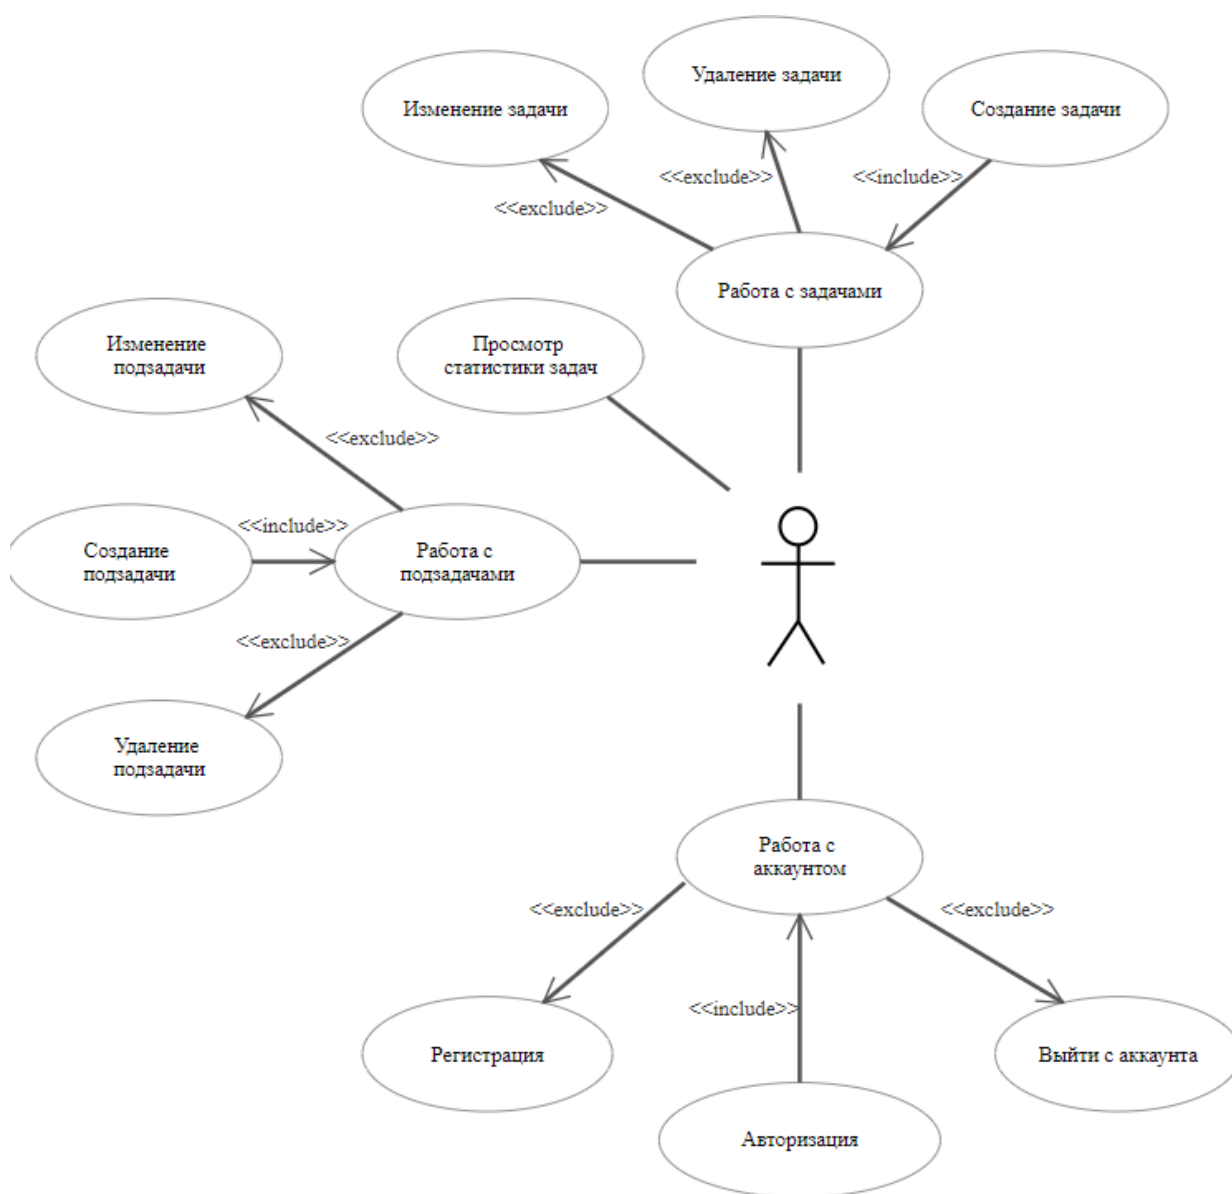 Удаление задачи
Изменение задачи
Создание задачи
<<exclude>>
<<include>>
<<exclude>>
Работа с задачами
Изменение
подзадачи
Просмотр
статистики задач
<<exclude>>
<<include>>
Создание
подзадачи
Работа с
подзадачами
<<exclude>>
Удаление
подзадачи
Работа с
аккаунтом
<<exclude>>
<<exclude>>
<<include>>
Регистрация
Выйти с аккаунта
Авторизация